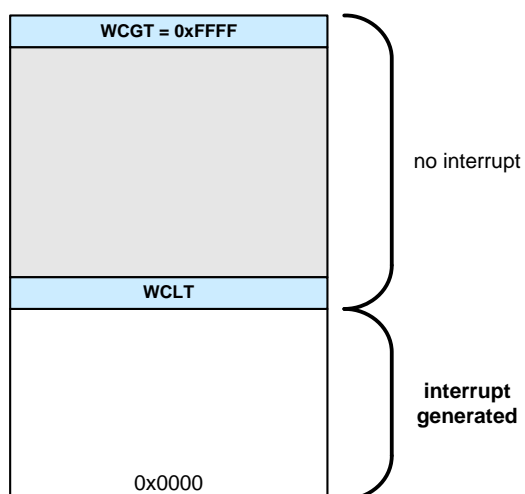 WCGT = 0xFFFF
no interrupt
WCLT
interrupt
generated
0x0000